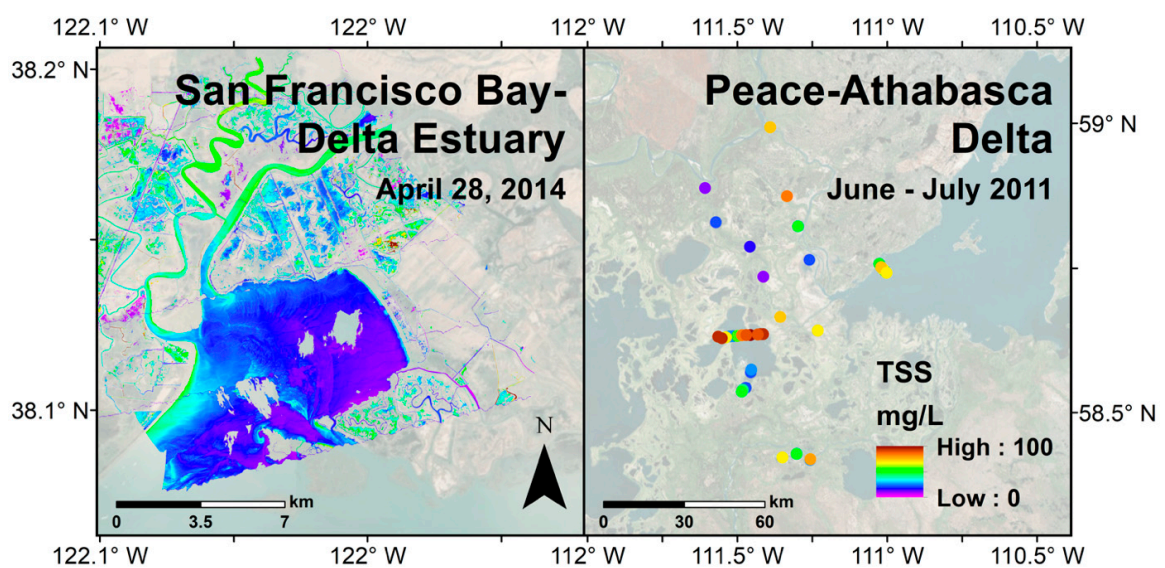 122.1° W 122° W 112° W 111.5° W 111° W 110.5° W
38.2° N
San Francisco Bay-
Delta Estuary
April 28, 2014
38.1° N
N
km
0 3.5 7
Peace-Athabasca
Delta
June - July 2011
59° N
TSS
mg/L
High : 100
Low : 0
58.5° N
km
0 30 60
122.1° W 122° W 112° W 111.5° W 111° W 110.5° W